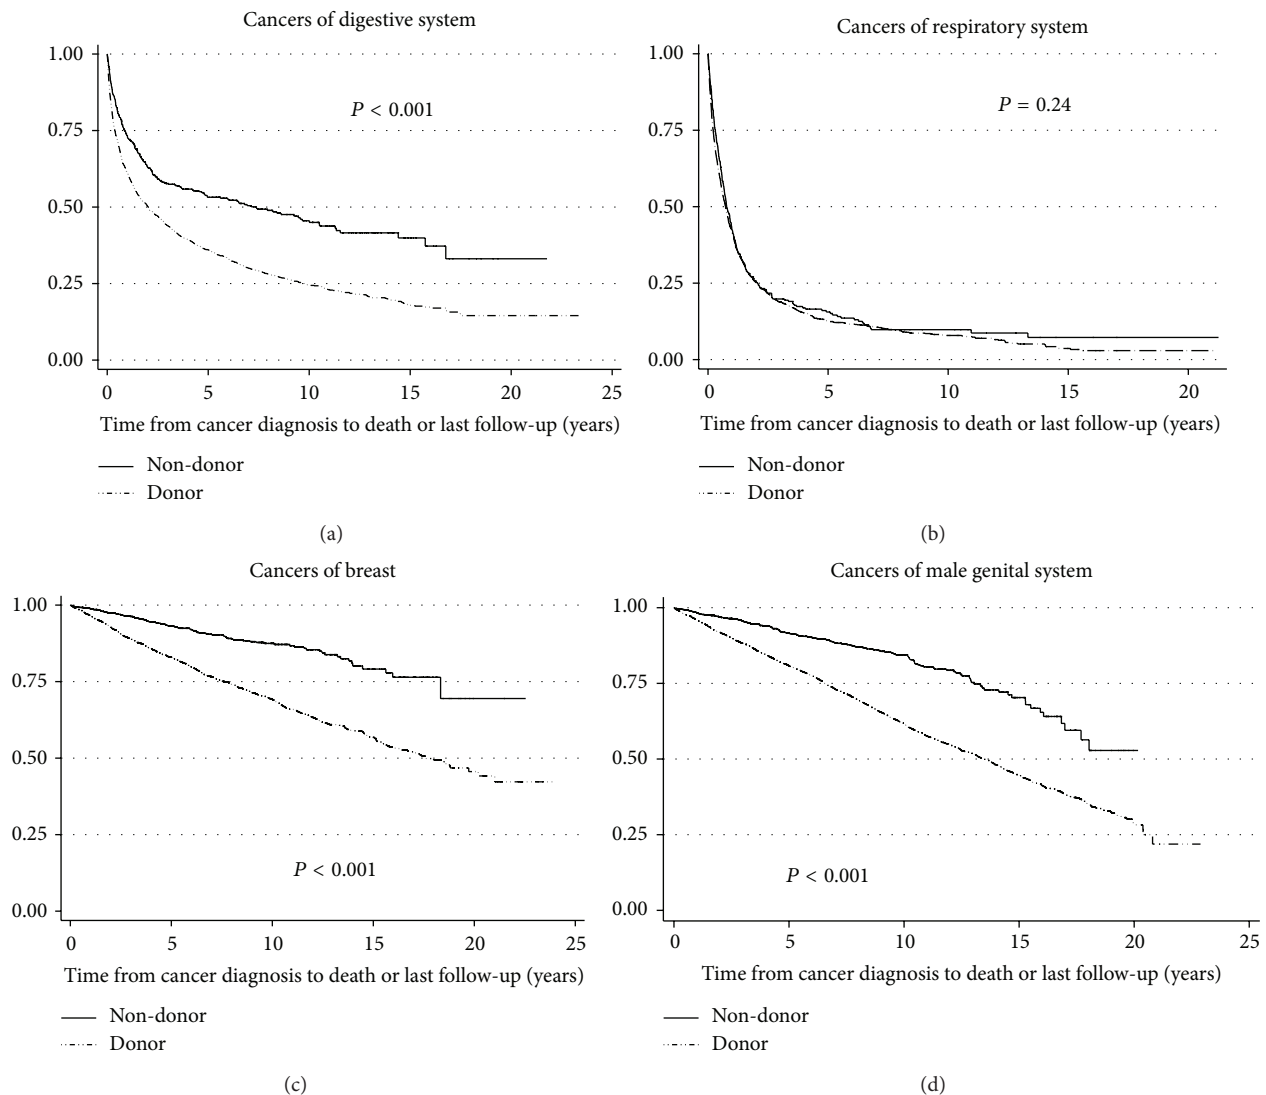 Cancers of digestive system
1.00
0.75
0.50
0.25
0.00
P < 0.001
0 5 10 15 20 25
Time from cancer diagnosis to death or last follow-up (years)
Non-donor
Donor
(a)
Cancers of respiratory system
1.00
0.75
0.50
0.25
0.00
P = 0.24
0 5 10 15 20
Time from cancer diagnosis to death or last follow-up (years)
Non-donor
Donor
(b)
Cancers of breast
1.00
0.75
0.50
0.25
0.00
P < 0.001
0 5 10 15 20 25
Time from cancer diagnosis to death or last follow-up (years)
Non-donor
Donor
(c)
Cancers of male genital system
1.00
0.75
0.50
0.25
0.00
P < 0.001
0 5 10 15 20 25
Time from cancer diagnosis to death or last follow-up (years)
Non-donor
Donor
(d)